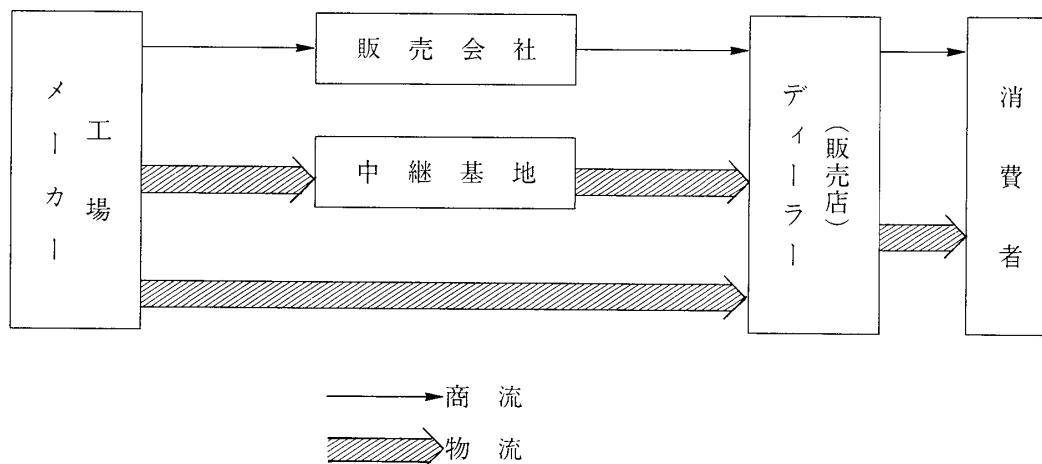 メーカー
工場
販売会社
中継基地
ディーラー
（販売店）
消費者
商流
物流